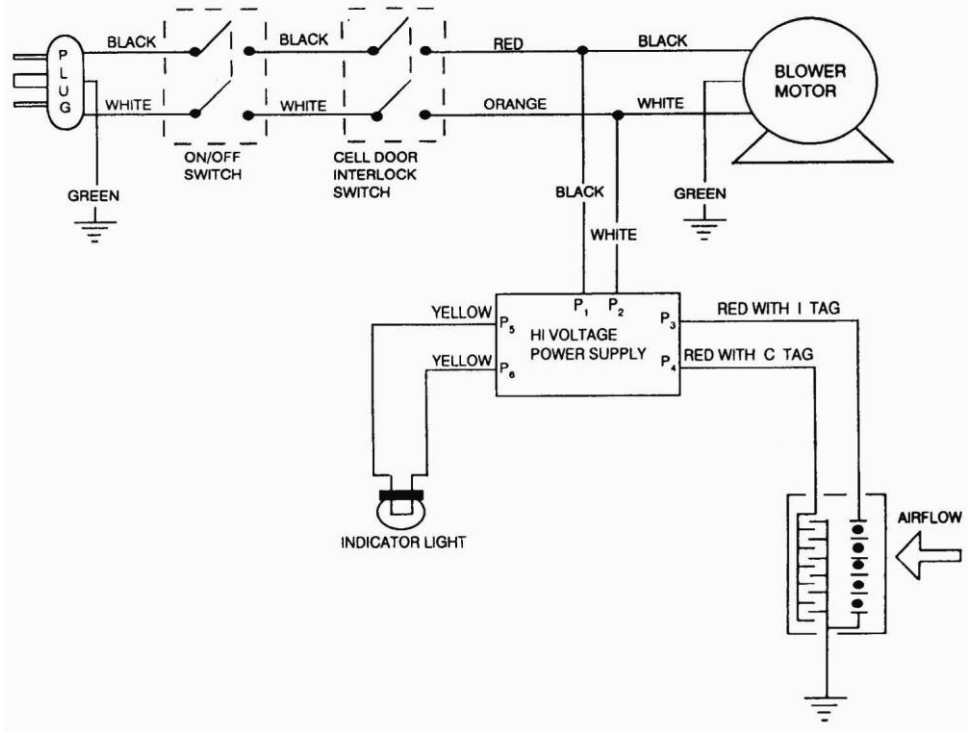 PLUG
BLACK
BLACK
RED
BLACK
BLOWER
MOTOR
WHITE
WHITE
ORANGE
WHITE
ON/OFF
SWITCH
CELL DOOR
INTERLOCK
SWITCH
GREEN
BLACK
GREEN
WHITE
YELLOW
P5
P1 P2
P3
RED WITH I TAG
HI VOLTAGE
POWER SUPPLY
YELLOW
P6
P4
RED WITH C TAG
INDICATOR LIGHT
AIRFLOW